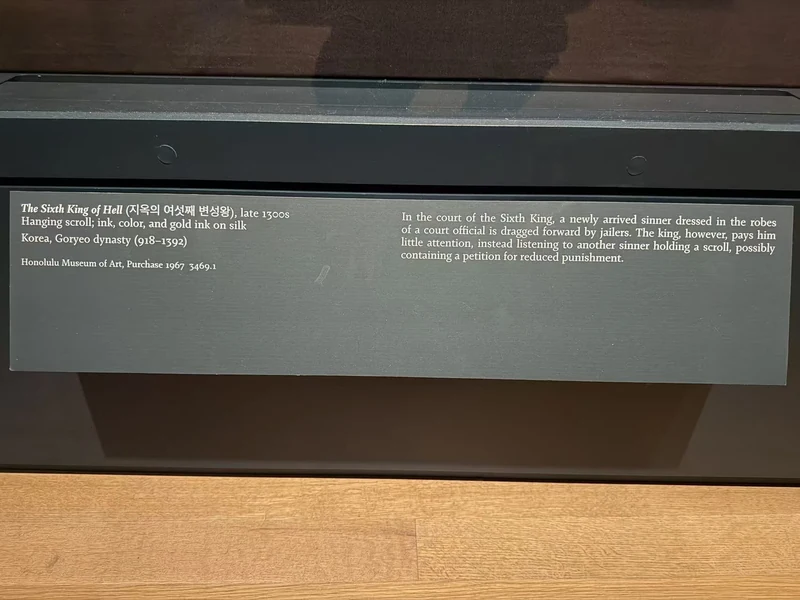 The Sixth King of Hell (지옥의 여섯째 변성왕), late 1300s
Hanging scroll; ink, color, and gold ink on silk
Korea, Goryeo dynasty (918–1392)
Honolulu Museum of Art, Purchase 1967 3469.1
In the court of the Sixth King, a newly arrived sinner dressed in the robes
of a court official is dragged forward by jailers. The king, however, pays him
little attention, instead listening to another sinner holding a scroll, possibly
containing a petition for reduced punishment.